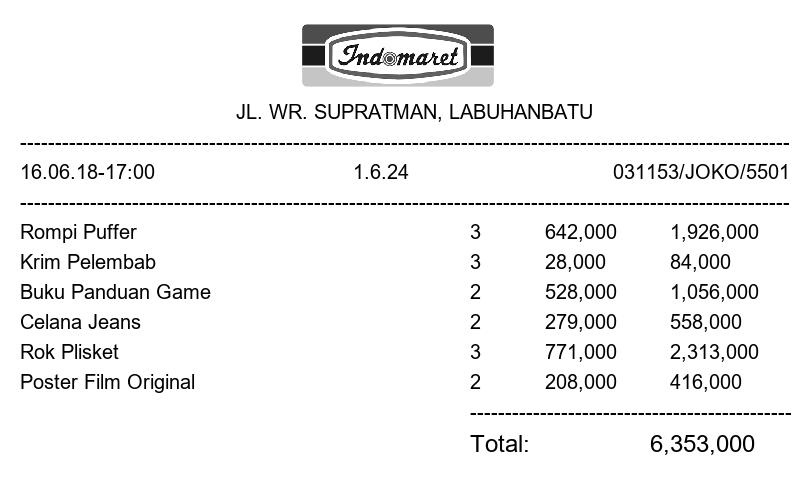 Indomaret
JL. WR. SUPRATMAN, LABUHANBATU
--------------------------------------------------------------------------------
16.06.18-17:00 1.6.24 031153/JOKO/5501
--------------------------------------------------------------------------------
Rompi Puffer 3 642,000 1,926,000
Krim Pelembab 3 28,000 84,000
Buku Panduan Game 2 528,000 1,056,000
Celana Jeans 2 279,000 558,000
Rok Plisket 3 771,000 2,313,000
Poster Film Original 2 208,000 416,000
----------------------------------------------
Total: 6,353,000